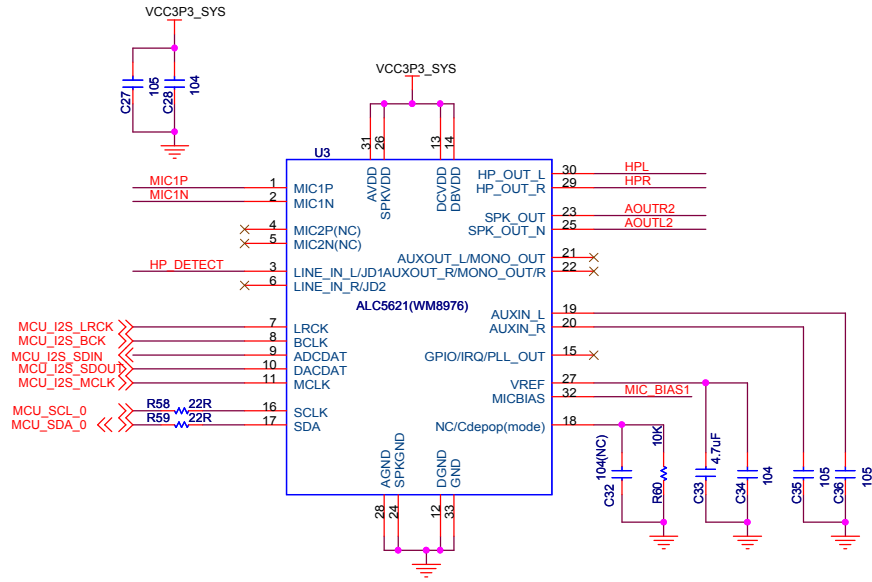 VCC3P3_SYS
C27
105
C28
104
VCC3P3_SYS
31
26
13
14
U3
AVDD
SPKVDD
DCVDD
DBVDD
MIC1P
1
MIC1P
MIC1N
2
MIC1N
4
MIC2P(NC)
5
MIC2N(NC)
HP_DETECT
3
LINE_IN_L/JD1
6
LINE_IN_R/JD2
ALC5621(WM8976)
MCU_I2S_LRCK
7
LRCK
MCU_I2S_BCK
8
BCLK
MCU_I2S_SDIN
9
ADCDAT
MCU_I2S_SDOUT
10
DACDAT
MCU_I2S_MCLK
11
MCLK
MCU_SCL_0
R58
22R
16
SCLK
MCU_SDA_0
R59
22R
17
SDA
HP_OUT_L
30
HPL
HP_OUT_R
29
HPR
SPK_OUT
23
AOUTR2
SPK_OUT_N
25
AOUTL2
AUXOUT_L/MONO_OUT
21
AUXOUT_R/MONO_OUT/R
22
AUXIN_L
19
AUXIN_R
20
GPIO/IRQ/PLL_OUT
15
VREF
27
MICBIAS
32
MIC_BIAS1
NC/Cdepop(mode)
18
AGND
SPKGND
DGND
GND
28
24
12
33
C32
104(NC)
R60
10K
C33
4.7uF
C34
104
C35
105
C36
105